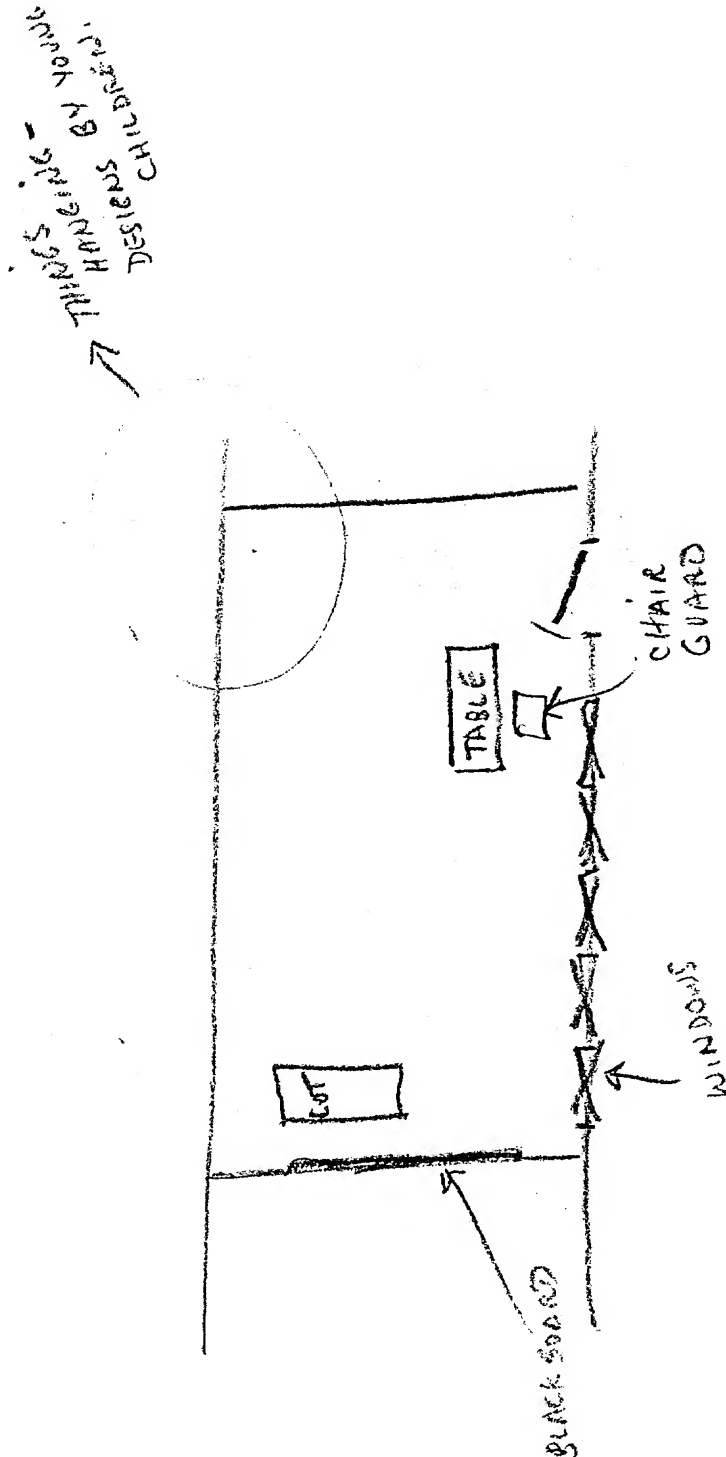 THINGS
HANGING -
DESIGNS BY YOUNG
CHILDREN.
TABLE
CHAIR
GUARD
COT
WINDOWS
BLACK BOARD